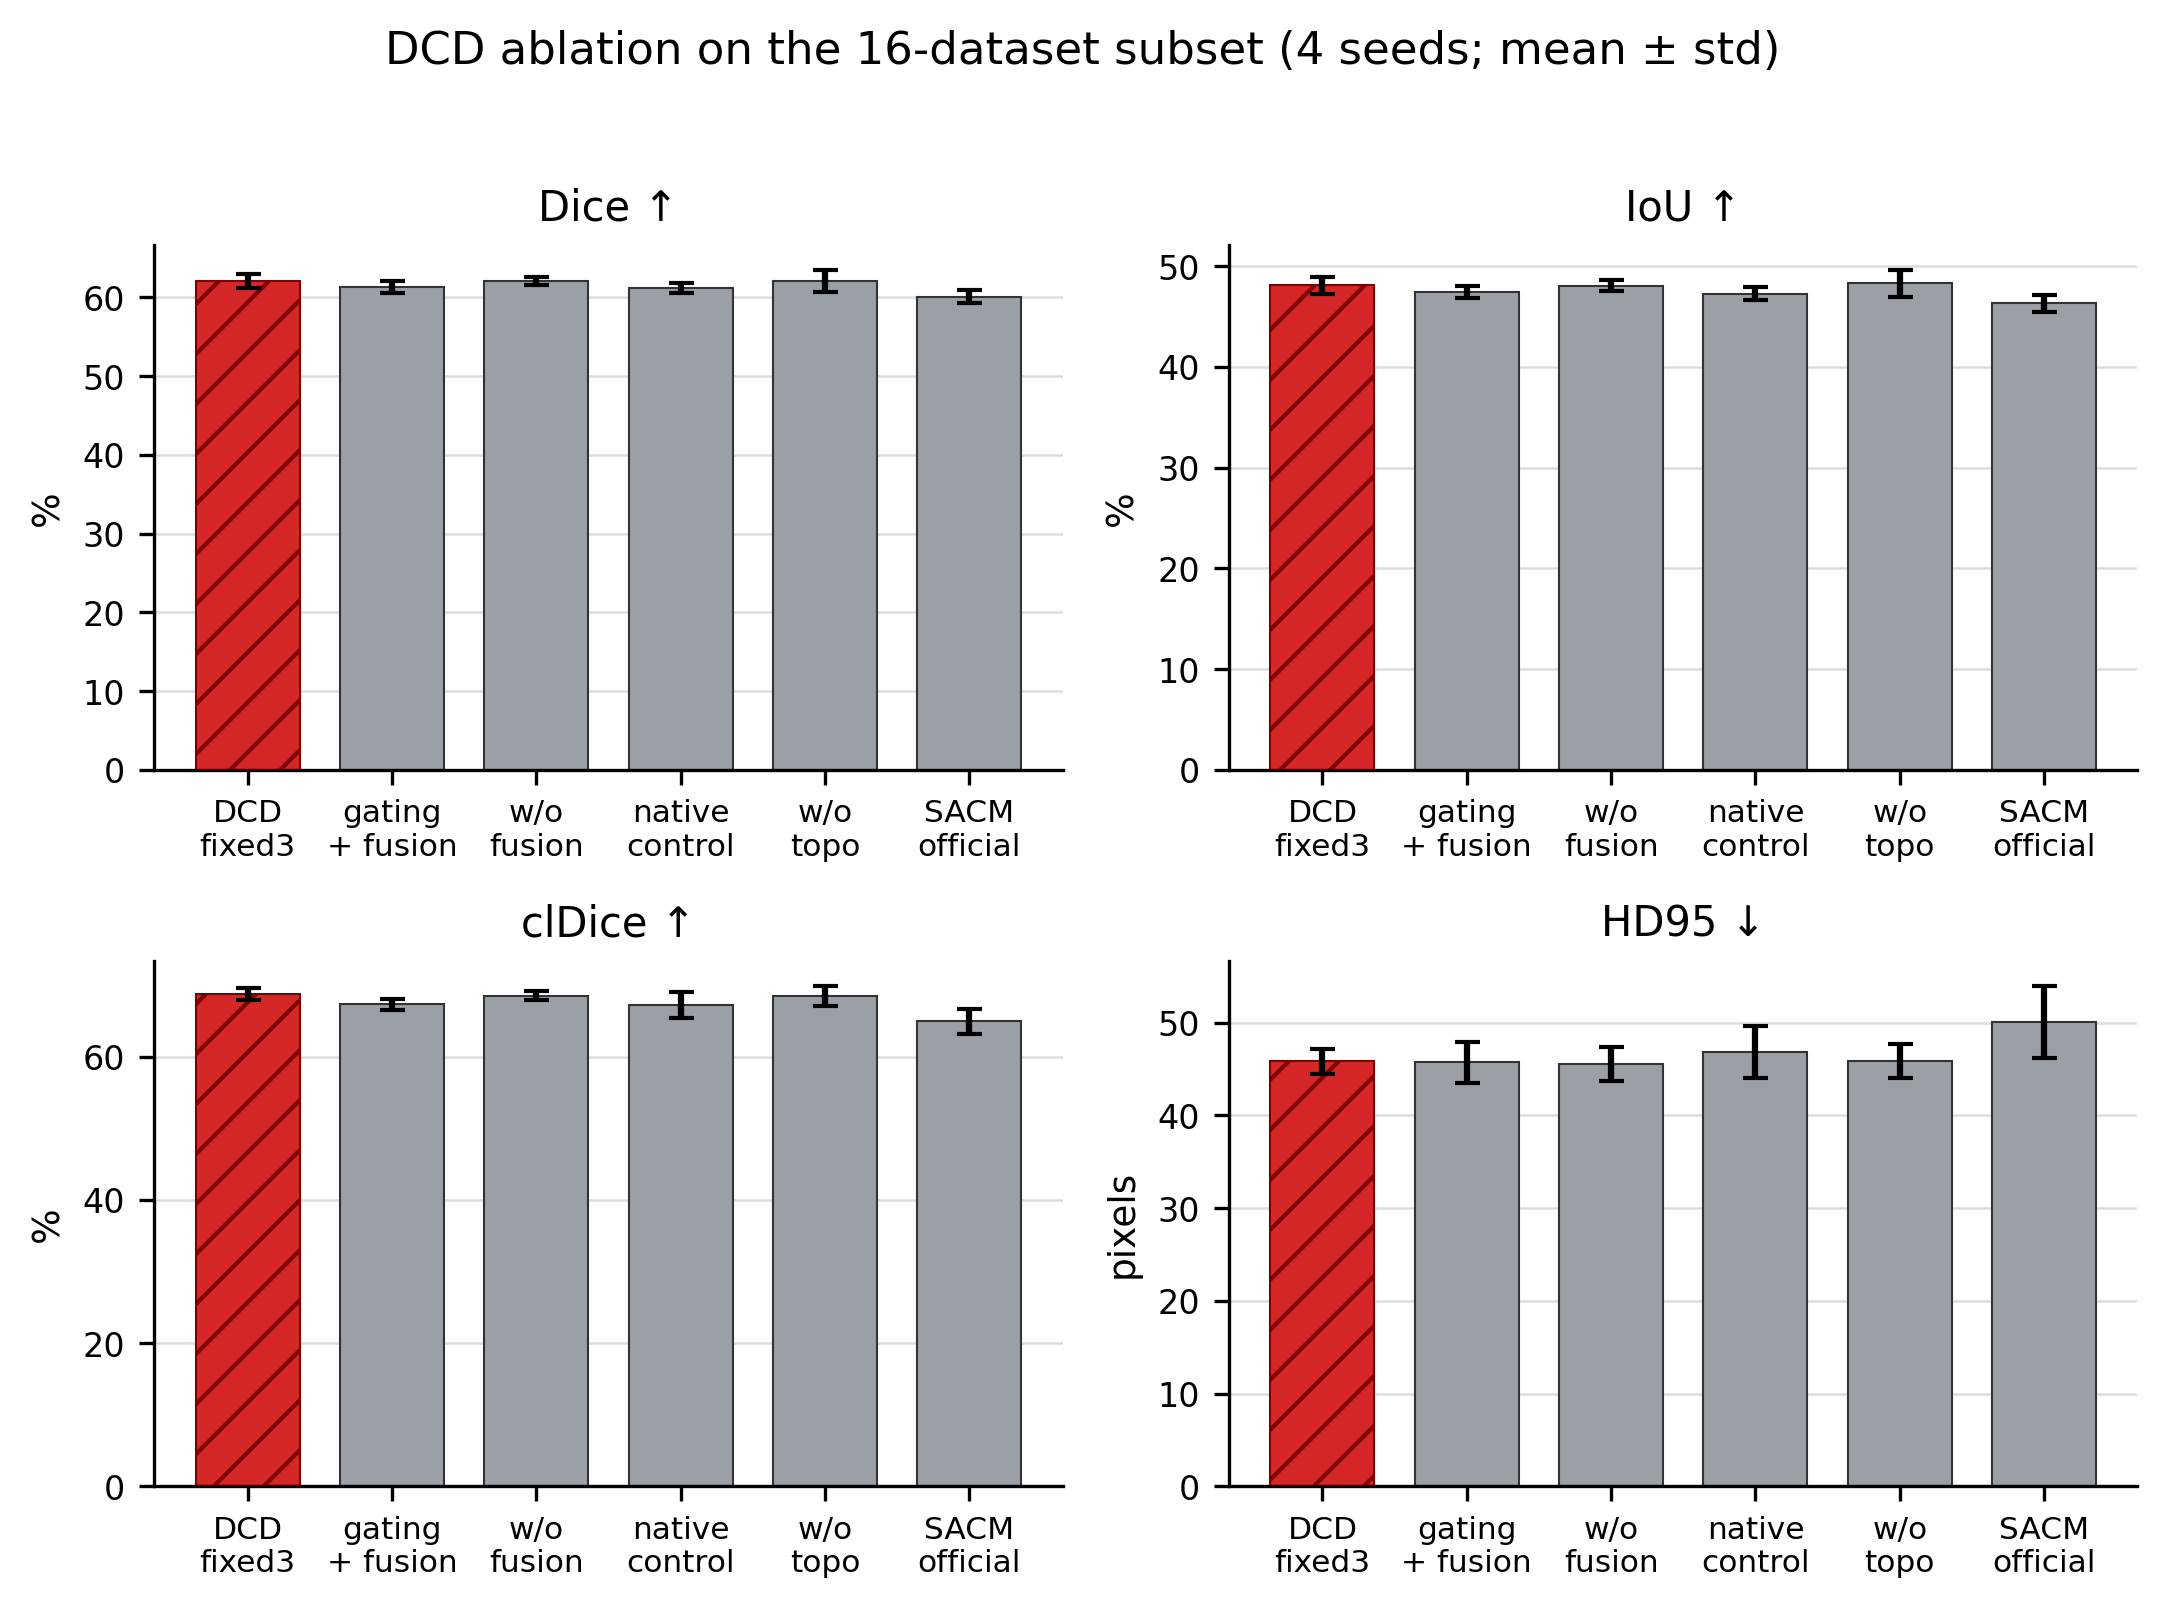 DCD ablation on the 16-dataset subset (4 seeds; mean ± std)
Dice ↑
%
60
50
40
30
20
10
0
DCD fixed3
gating + fusion
w/o fusion
native control
w/o topo
SACM official
IoU ↑
%
50
40
30
20
10
0
DCD fixed3
gating + fusion
w/o fusion
native control
w/o topo
SACM official
clDice ↑
%
60
40
20
0
DCD fixed3
gating + fusion
w/o fusion
native control
w/o topo
SACM official
HD95 ↓
pixels
50
40
30
20
10
0
DCD fixed3
gating + fusion
w/o fusion
native control
w/o topo
SACM official